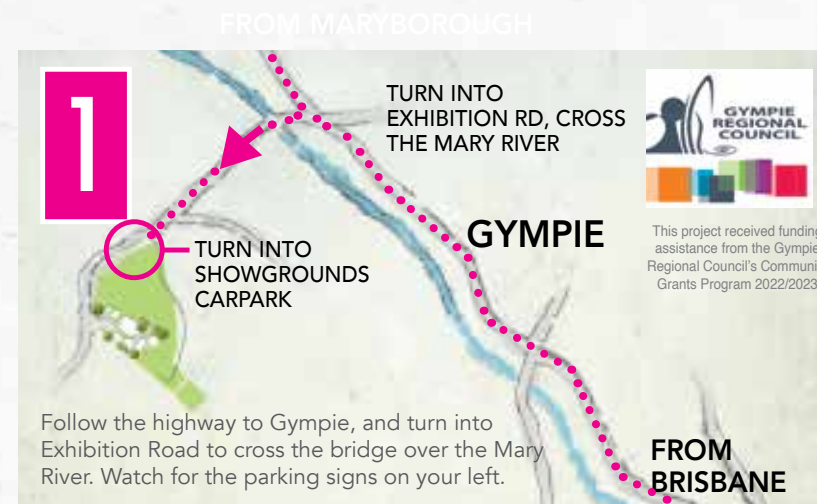 FROM MARYBOROUGH
1
TURN INTO
EXHIBITION RD, CROSS
THE MARY RIVER
GYMPIE
REGIONAL
COUNCIL
This project received funding
assistance from the Gympie
Regional Council's Communi
Grants Program 2022/2023
GYMPIE
TURN INTO
SHOWGROUNDS
CARPARK
Follow the highway to Gympie, and turn into
Exhibition Road to cross the bridge over the Mary
River. Watch for the parking signs on your left.
FROM
BRISBANE